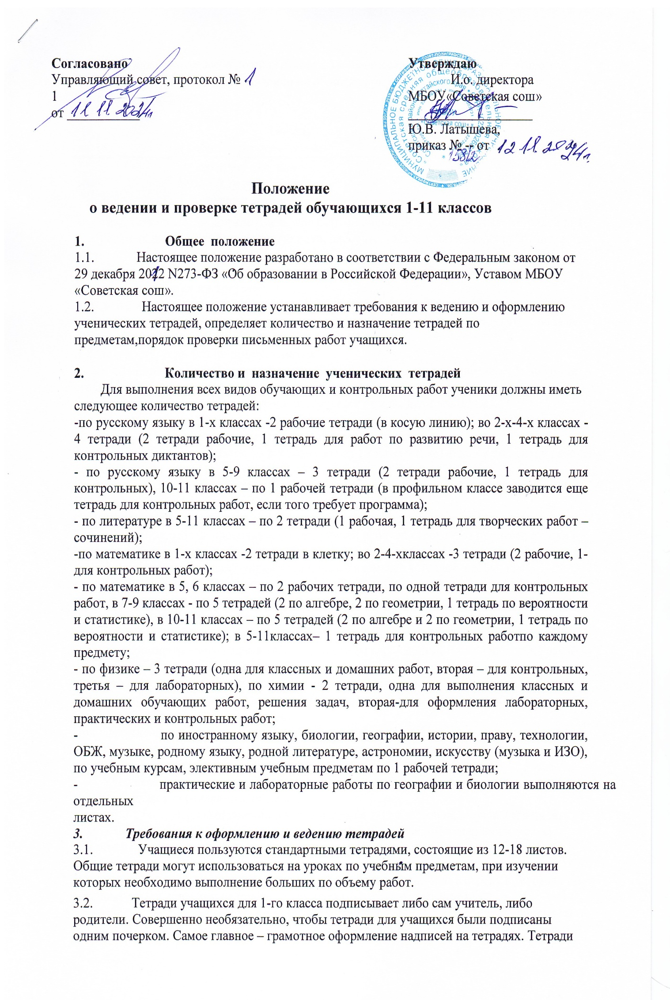 Согласовано
Управляющий совет, протокол № 1
1
от 11 11 2024г.
Утверждаю
И.о. директора
МБОУ«Советская сош»
Ю.В. Латышева,
приказ № -- от 12 11. 2024г.
158/2
Положение
о ведении и проверке тетрадей обучающихся 1-11 классов
1. Общее положение
1.1. Настоящее положение разработано в соответствии с Федеральным законом от
29 декабря 2012 N273-ФЗ «Об образовании в Российской Федерации», Уставом МБОУ
«Советская сош».
1.2. Настоящее положение устанавливает требования к ведению и оформлению
ученических тетрадей, определяет количество и назначение тетрадей по
предметам,порядок проверки письменных работ учащихся.
2. Количество и назначение ученических тетрадей
Для выполнения всех видов обучающих и контрольных работ ученики должны иметь
следующее количество тетрадей:
-по русскому языку в 1-х классах -2 рабочие тетради (в косую линию); во 2-х-4-х классах -
4 тетради (2 тетради рабочие, 1 тетрадь для работ по развитию речи, 1 тетрадь для
контрольных диктантов);
- по русскому языку в 5-9 классах – 3 тетради (2 тетради рабочие, 1 тетрадь для
контрольных), 10-11 классах – по 1 рабочей тетради (в профильном классе заводится еще
тетрадь для контрольных работ, если того требует программа);
- по литературе в 5-11 классах – по 2 тетради (1 рабочая, 1 тетрадь для творческих работ –
сочинений);
-по математике в 1-х классах -2 тетради в клетку; во 2-4-хклассах -3 тетради (2 рабочие, 1-
для контрольных работ);
- по математике в 5, 6 классах – по 2 рабочих тетради, по одной тетради для контрольных
работ, в 7-9 классах - по 5 тетрадей (2 по алгебре, 2 по геометрии, 1 тетрадь по вероятности
и статистике), в 10-11 классах – по 5 тетрадей (2 по алгебре и 2 по геометрии, 1 тетрадь по
вероятности и статистике); в 5-11классах– 1 тетрадь для контрольных работпо каждому
предмету;
- по физике – 3 тетради (одна для классных и домашних работ, вторая – для контрольных,
третья – для лабораторных), по химии - 2 тетради, одна для выполнения классных и
домашних обучающих работ, решения задач, вторая-для оформления лабораторных,
практических и контрольных работ;
- по иностранному языку, биологии, географии, истории, праву, технологии,
ОБЖ, музыке, родному языку, родной литературе, астрономии, искусству (музыка и ИЗО),
по учебным курсам, элективным учебным предметам по 1 рабочей тетради;
- практические и лабораторные работы по географии и биологии выполняются на
отдельных
листах.
3. Требования к оформлению и ведению тетрадей
3.1. Учащиеся пользуются стандартными тетрадями, состоящие из 12-18 листов.
Общие тетради могут использоваться на уроках по учебным предметам, при изучении
которых необходимо выполнение больших по объему работ.
3.2. Тетради учащихся для 1-го класса подписывает либо сам учитель, либо
родители. Совершенно необязательно, чтобы тетради для учащихся были подписаны
одним почерком. Самое главное – грамотное оформление надписей на тетрадях. Тетради